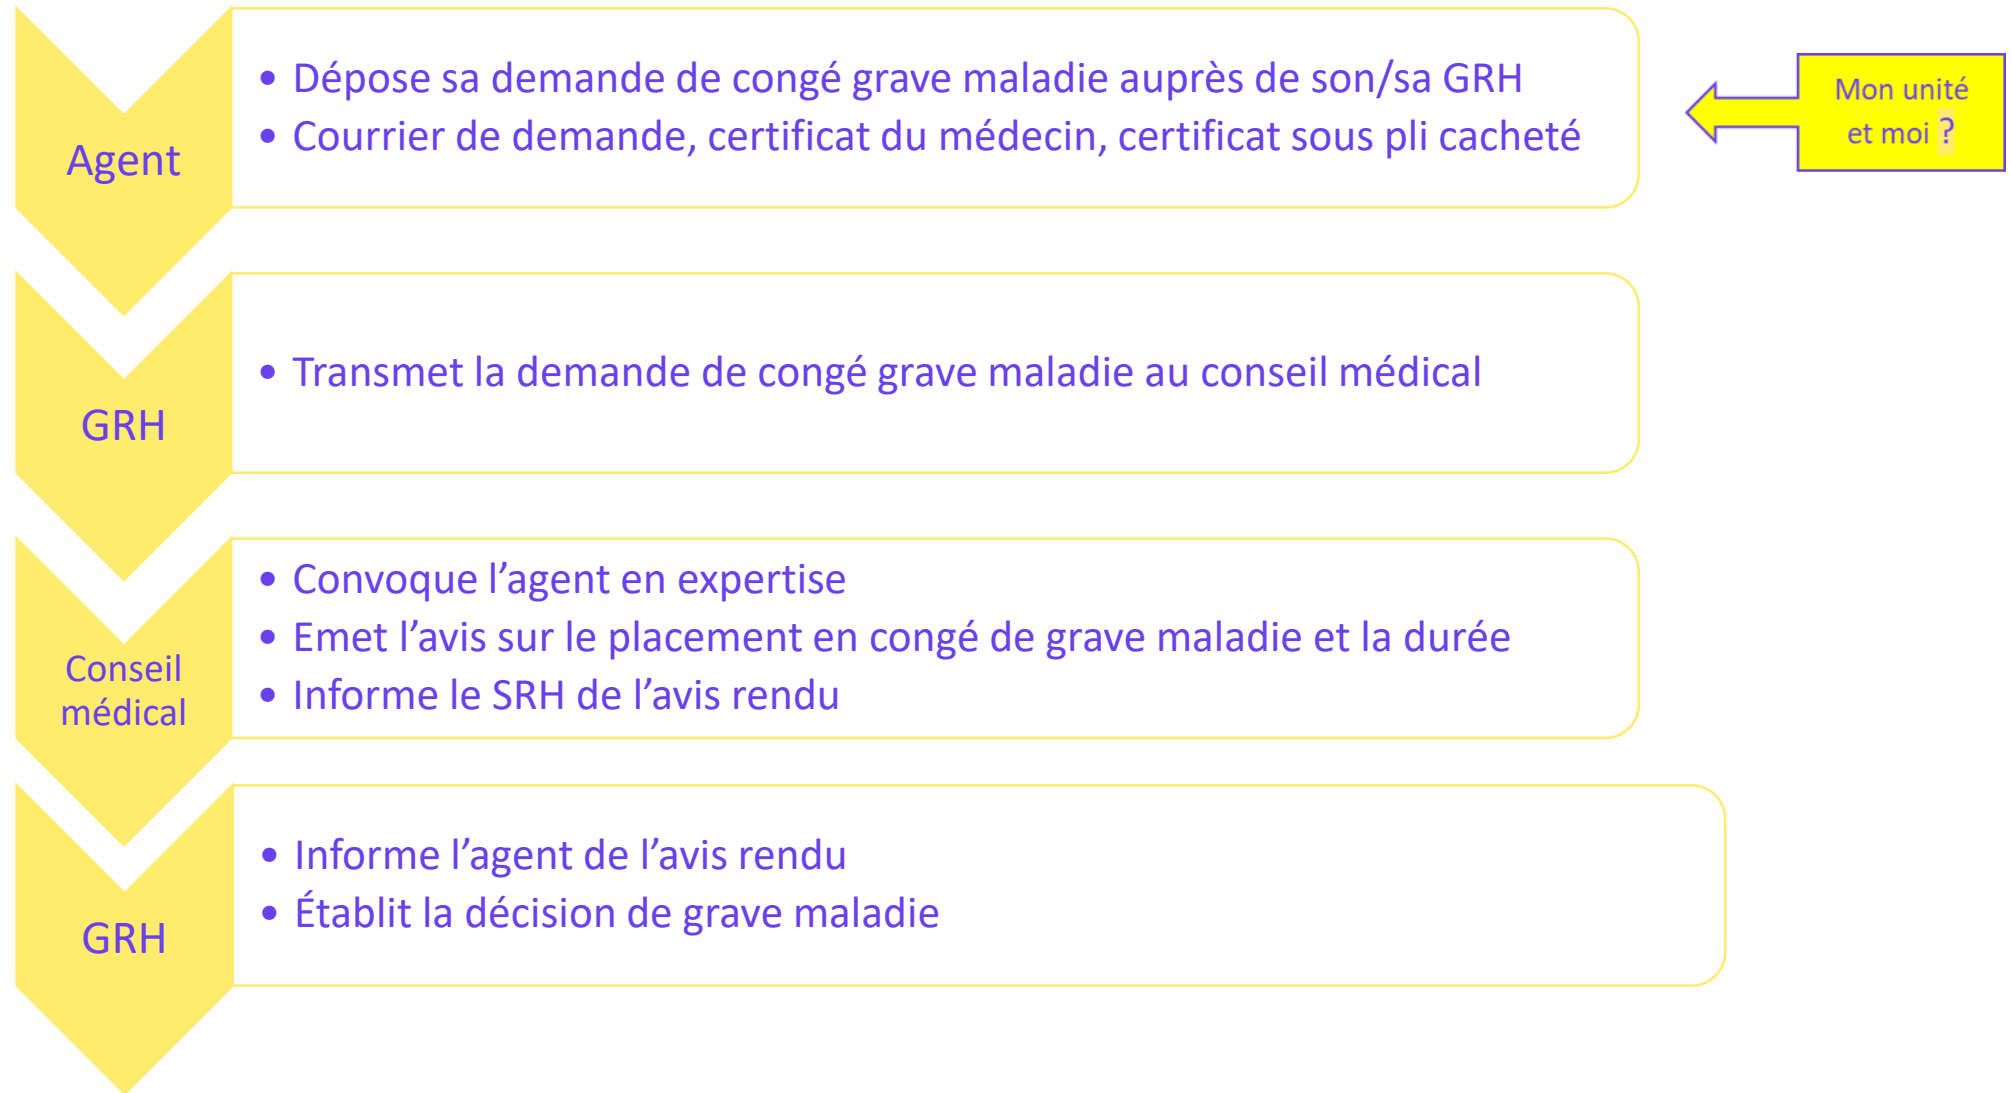 Agent
• Dépose sa demande de congé grave maladie auprès de son/sa GRH
• Courrier de demande, certificat du médecin, certificat sous pli cacheté
Mon unité
et moi ?
GRH
• Transmet la demande de congé grave maladie au conseil médical
Conseil
médical
• Convoque l’agent en expertise
• Emet l’avis sur le placement en congé de grave maladie et la durée
• Informe le SRH de l’avis rendu
GRH
• Informe l’agent de l’avis rendu
• Établit la décision de grave maladie